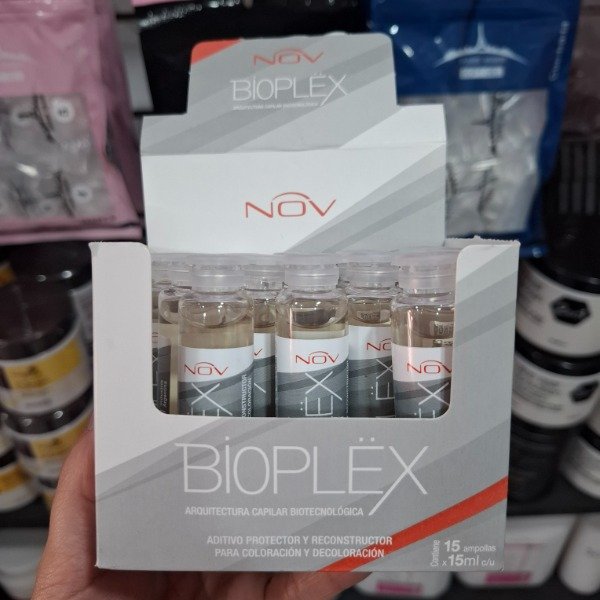 NOV
BIOPLËX
ARQUITECTURA CAPILAR BIOTECNOLÓGICA
NOV
NOV
NOV
NOV
NOV
BIOPLËX
ARQUITECTURA CAPILAR BIOTECNOLÓGICA
ADITIVO PROTECTOR Y RECONSTRUCTOR
PARA COLORACIÓN Y DECOLORACIÓN
Contiene 15 ampollas
x 15ml c/u